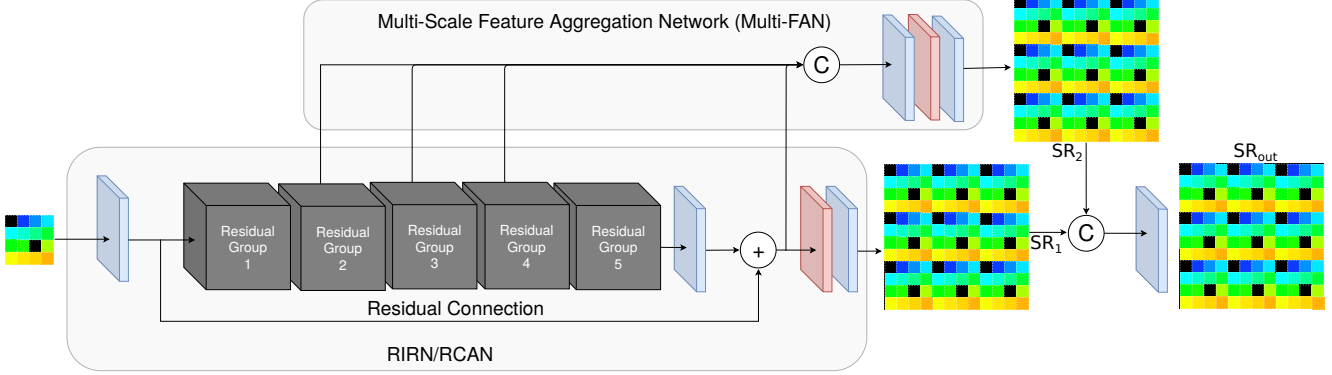 Multi-Scale Feature Aggregation Network (Multi-FAN)
C
SR₂
SRout
Residual Group 1
Residual Group 2
Residual Group 3
Residual Group 4
Residual Group 5
+
SR₁
C
Residual Connection
RIRN/RCAN